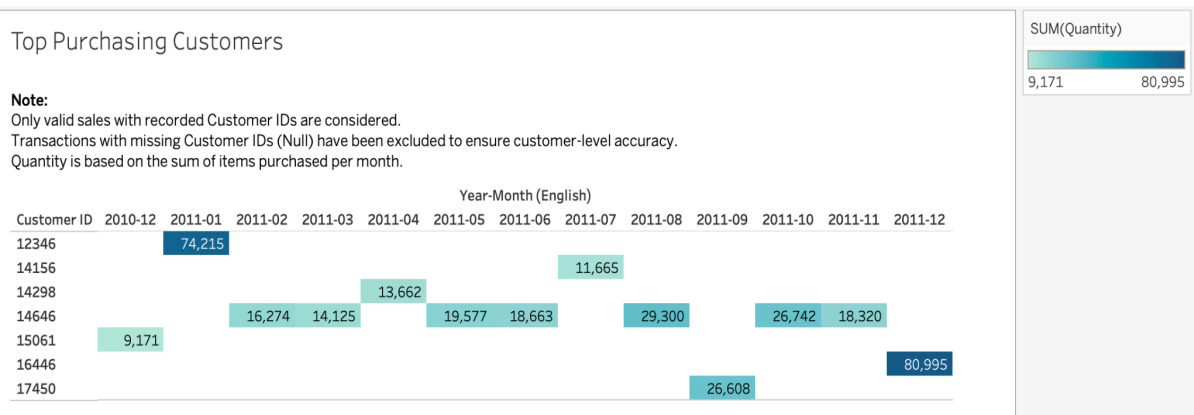 Top Purchasing Customers
Note:
Only valid sales with recorded Customer IDs are considered.
Transactions with missing Customer IDs (Null) have been excluded to ensure customer-level accuracy.
Quantity is based on the sum of items purchased per month.
Year-Month (English)
Customer ID 2010-12 2011-01 2011-02 2011-03 2011-04 2011-05 2011-06 2011-07 2011-08 2011-09 2011-10 2011-11 2011-12
12346 74,215
14156 11,665
14298 13,662
14646 16,274 14,125 19,577 18,663 29,300 26,742 18,320
15061 9,171
16446 80,995
17450 26,608
SUM(Quantity)
9,171 80,995